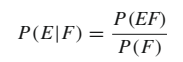 P(E|F) = P(EF) / P(F)